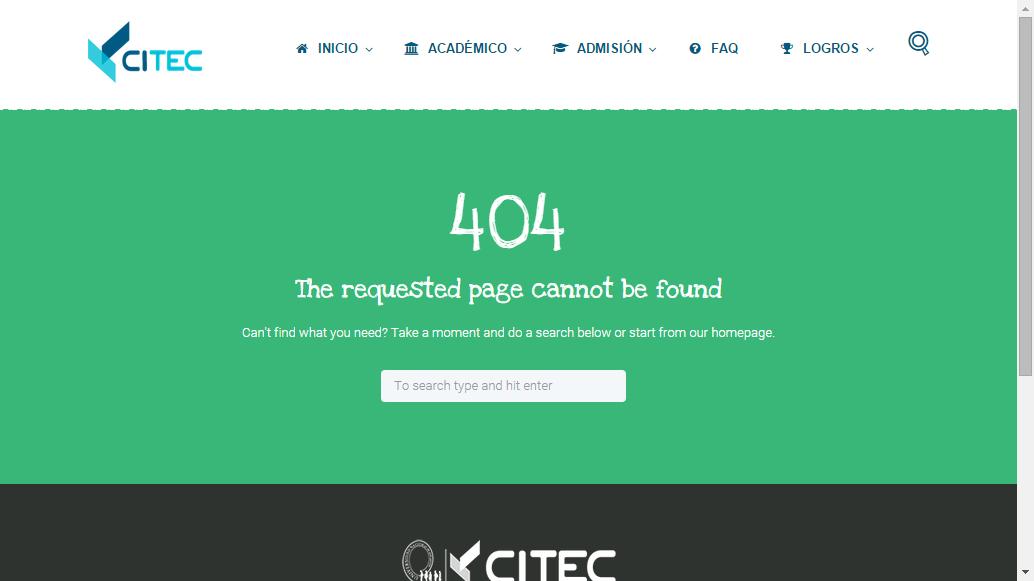 CITEC
INICIO
ACADÉMICO
ADMISIÓN
FAQ
LOGROS
404
The requested page cannot be found
Can't find what you need? Take a moment and do a search below or start from our homepage.
To search type and hit enter
CITEC